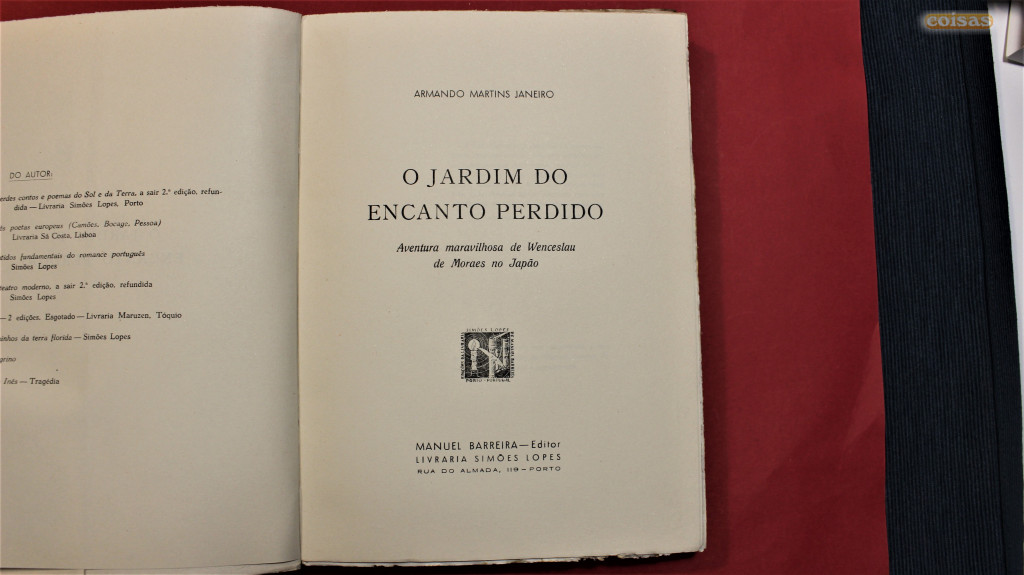 DO AUTOR:
erdes contos e poemas do Sol e da Terra, a sair 2.ª edição, refun-
dida — Livraria Simões Lopes, Porto
ês poetas europeus (Camões, Bocage, Pessoa)
Livraria Sá Costa, Lisboa
tidos fundamentais do romance português
Simões Lopes
teatro moderno, a sair 2.ª edição, refundida
Simões Lopes
— 2 edições. Esgotado — Livraria Maruzen, Tóquio
inhos da terra florida — Simões Lopes
grino
Inês — Tragédia
ARMANDO MARTINS JANEIRO
O JARDIM DO
ENCANTO PERDIDO
Aventura maravilhosa de Wenceslau
de Moraes no Japão
SIMÕES LOPES
PORTO - PORTUGAL
MANUEL BARREIRA — Editor
LIVRARIA SIMÕES LOPES
RUA DO ALMADA, 119 — PORTO
coisas